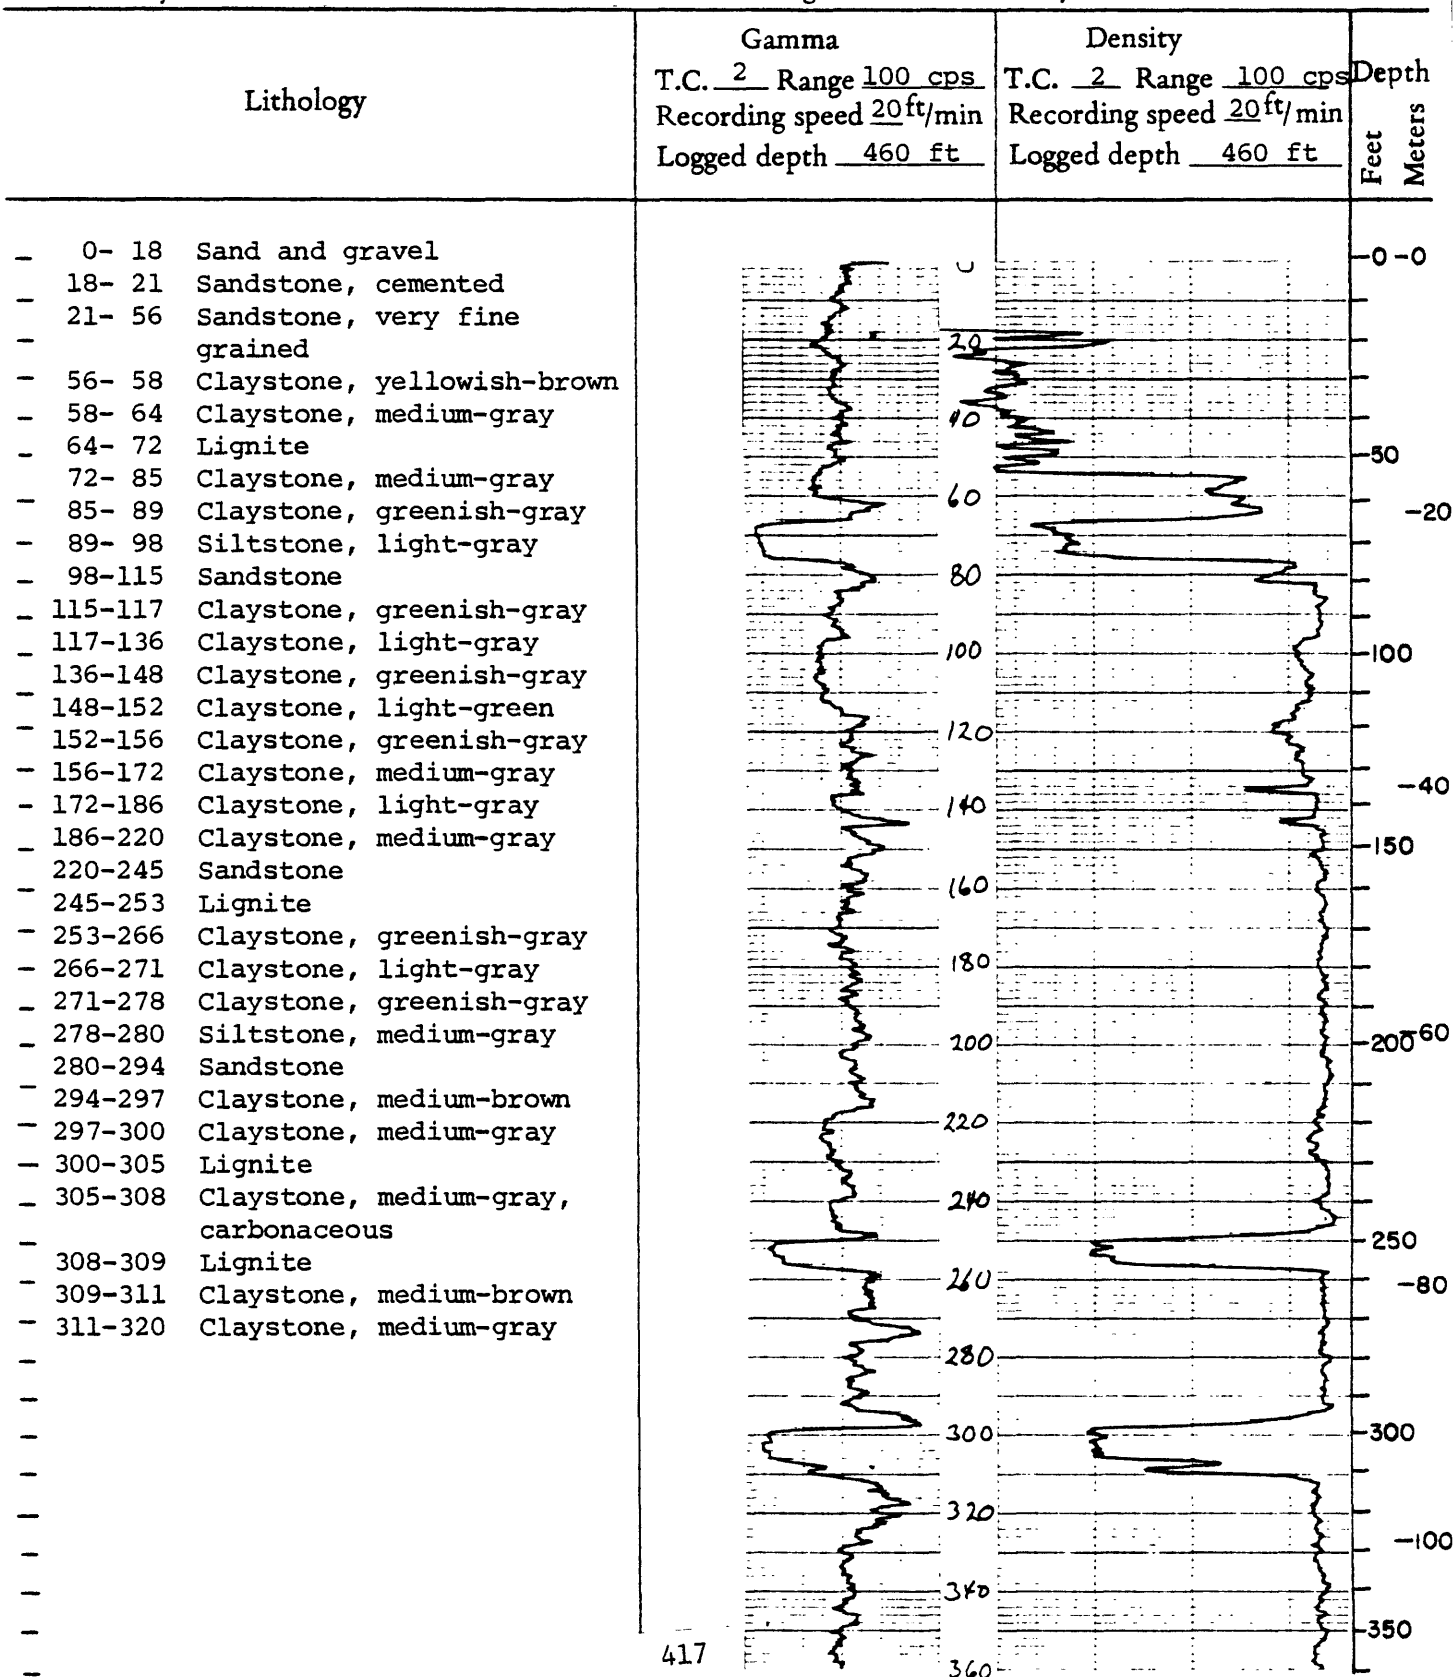 Lithology
Gamma
T.C. 2 Range 100 cps
Recording speed 20 ft/min
Logged depth 460 ft
Density
T.C. 2 Range 100 cps
Recording speed 20 ft/min
Logged depth 460 ft
Depth
Feet
Meters
0- 18 Sand and gravel
18- 21 Sandstone, cemented
21- 56 Sandstone, very fine
grained
56- 58 Claystone, yellowish-brown
58- 64 Claystone, medium-gray
64- 72 Lignite
72- 85 Claystone, medium-gray
85- 89 Claystone, greenish-gray
89- 98 Siltstone, light-gray
98-115 Sandstone
115-117 Claystone, greenish-gray
117-136 Claystone, light-gray
136-148 Claystone, greenish-gray
148-152 Claystone, light-green
152-156 Claystone, greenish-gray
156-172 Claystone, medium-gray
172-186 Claystone, light-gray
186-220 Claystone, medium-gray
220-245 Sandstone
245-253 Lignite
253-266 Claystone, greenish-gray
266-271 Claystone, light-gray
271-278 Claystone, greenish-gray
278-280 Siltstone, medium-gray
280-294 Sandstone
294-297 Claystone, medium-brown
297-300 Claystone, medium-gray
300-305 Lignite
305-308 Claystone, medium-gray,
carbonaceous
308-309 Lignite
309-311 Claystone, medium-brown
311-320 Claystone, medium-gray
20
40
60
80
100
120
140
160
180
200
220
240
260
280
300
320
340
360
0 -0
50
-20
100
-40
150
200 -60
250
-80
300
-100
350
417